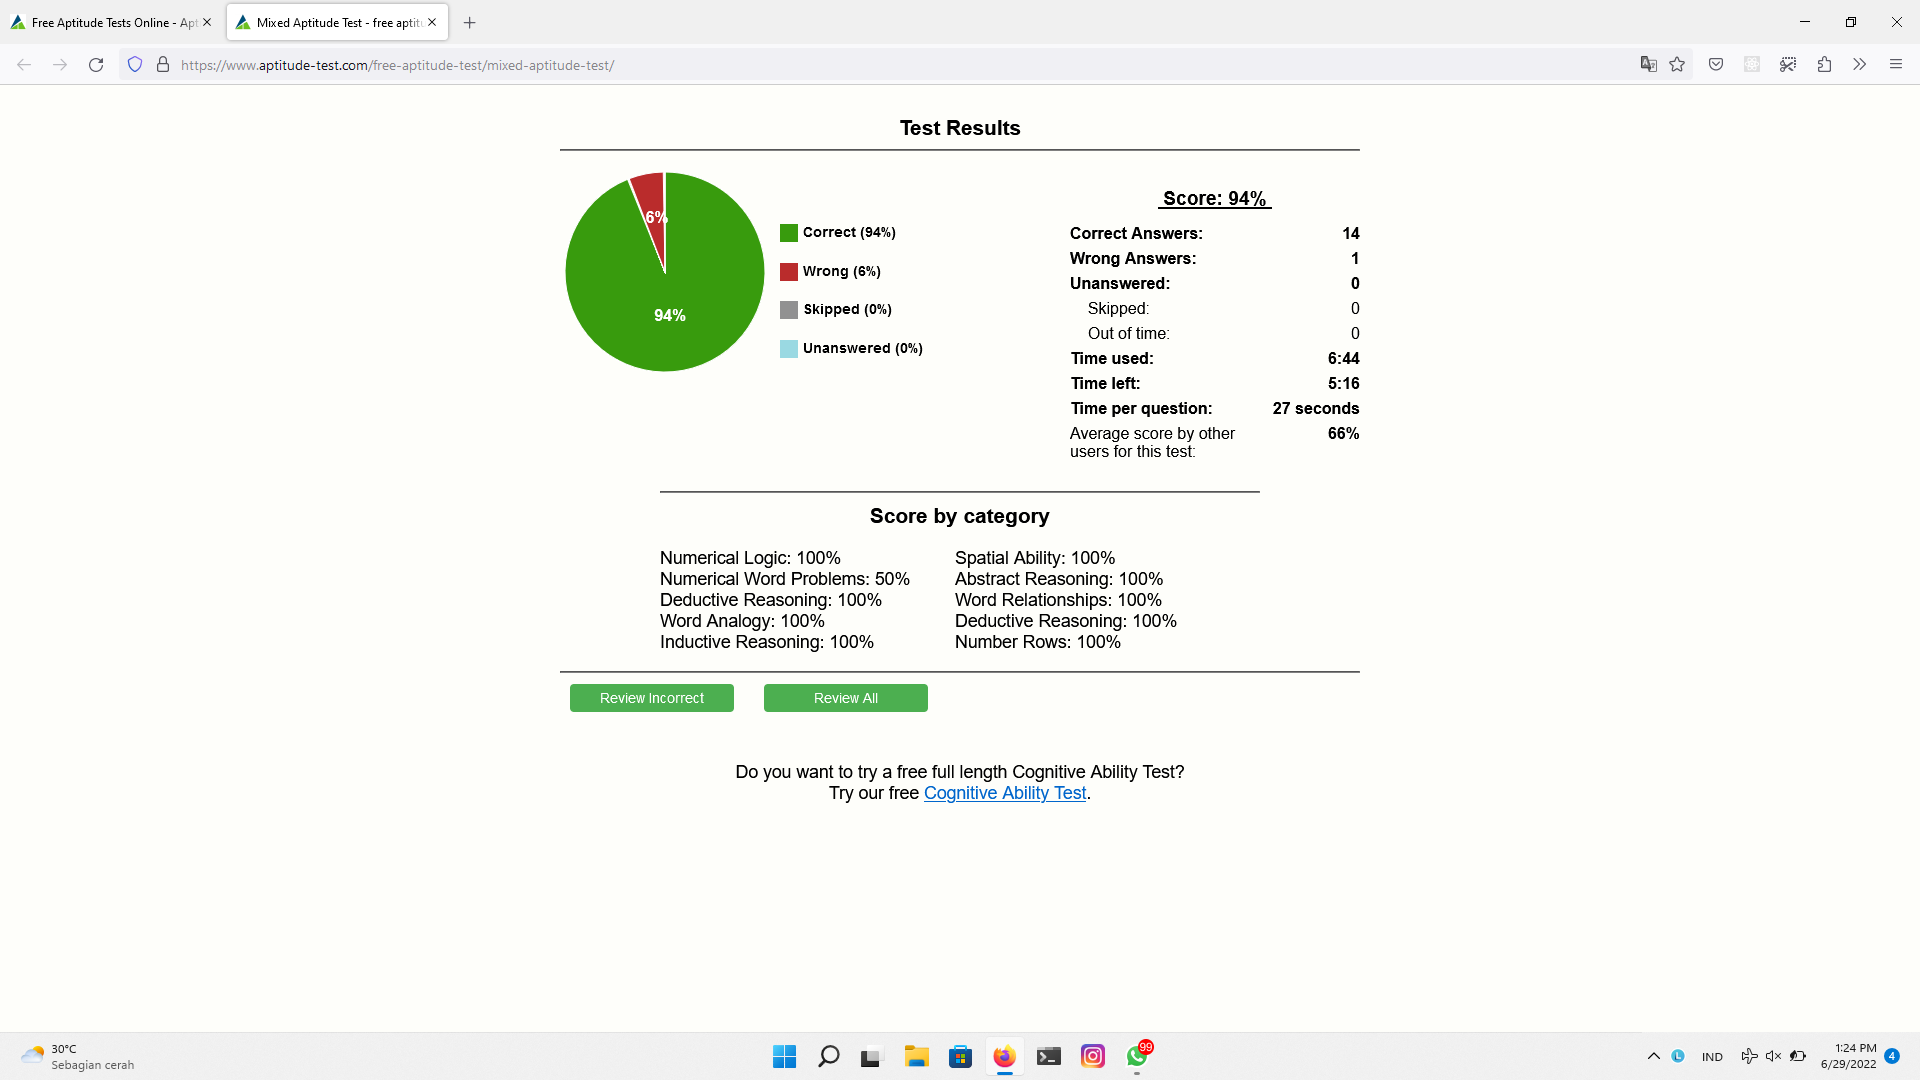 Free Aptitude Tests Online - Apt
Mixed Aptitude Test - free aptitu
https://www.aptitude-test.com/free-aptitude-test/mixed-aptitude-test/
Test Results
6%
94%
Correct (94%)
Wrong (6%)
Skipped (0%)
Unanswered (0%)
Score: 94%
Correct Answers: 14
Wrong Answers: 1
Unanswered: 0
Skipped: 0
Out of time: 0
Time used: 6:44
Time left: 5:16
Time per question: 27 seconds
Average score by other 66%
users for this test:
Score by category
Numerical Logic: 100%
Numerical Word Problems: 50%
Deductive Reasoning: 100%
Word Analogy: 100%
Inductive Reasoning: 100%
Spatial Ability: 100%
Abstract Reasoning: 100%
Word Relationships: 100%
Deductive Reasoning: 100%
Number Rows: 100%
Review Incorrect
Review All
Do you want to try a free full length Cognitive Ability Test?
Try our free Cognitive Ability Test.
30°C
Sebagian cerah
99
IND
1:24 PM
6/29/2022
4